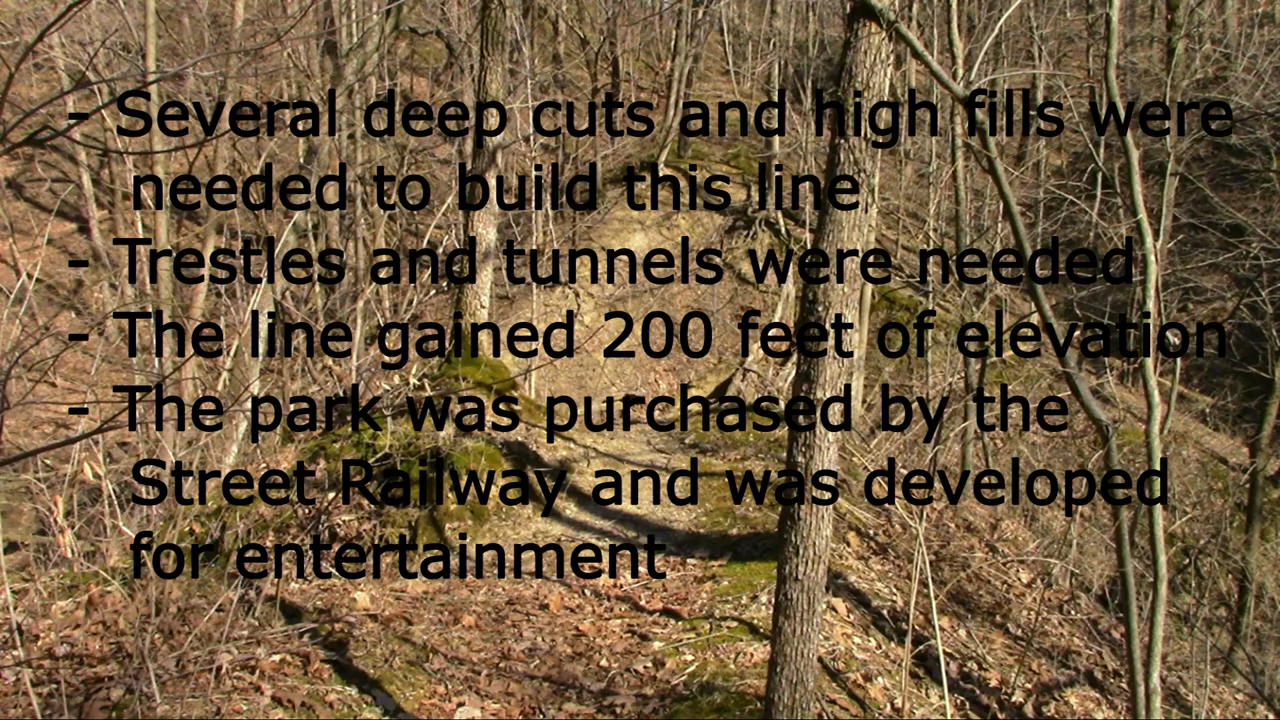 - Several deep cuts and high fills were
needed to build this line
- Trestles and tunnels were needed
- The line gained 200 feet of elevation
- The park was purchased by the
Street Railway and was developed
for entertainment